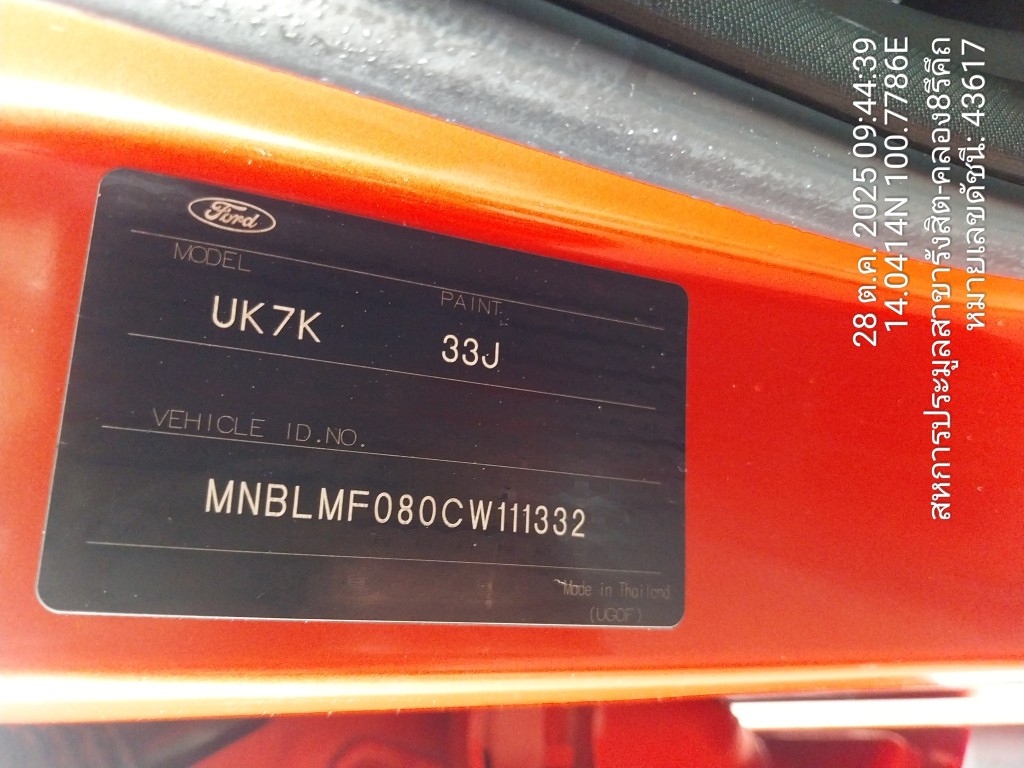 Ford
MODEL
PAINT
UK7K
33J
VEHICLE ID.NO.
MNBLMF080CW111332
Made in Thailand
(UGOF)
28 ต.ค. 2025 09:44:39
14.0414N 100.7786E
สหการประมูลสาขารังสิต-คลอง8รีคึถ
หมายเลขดัชนี: 43617